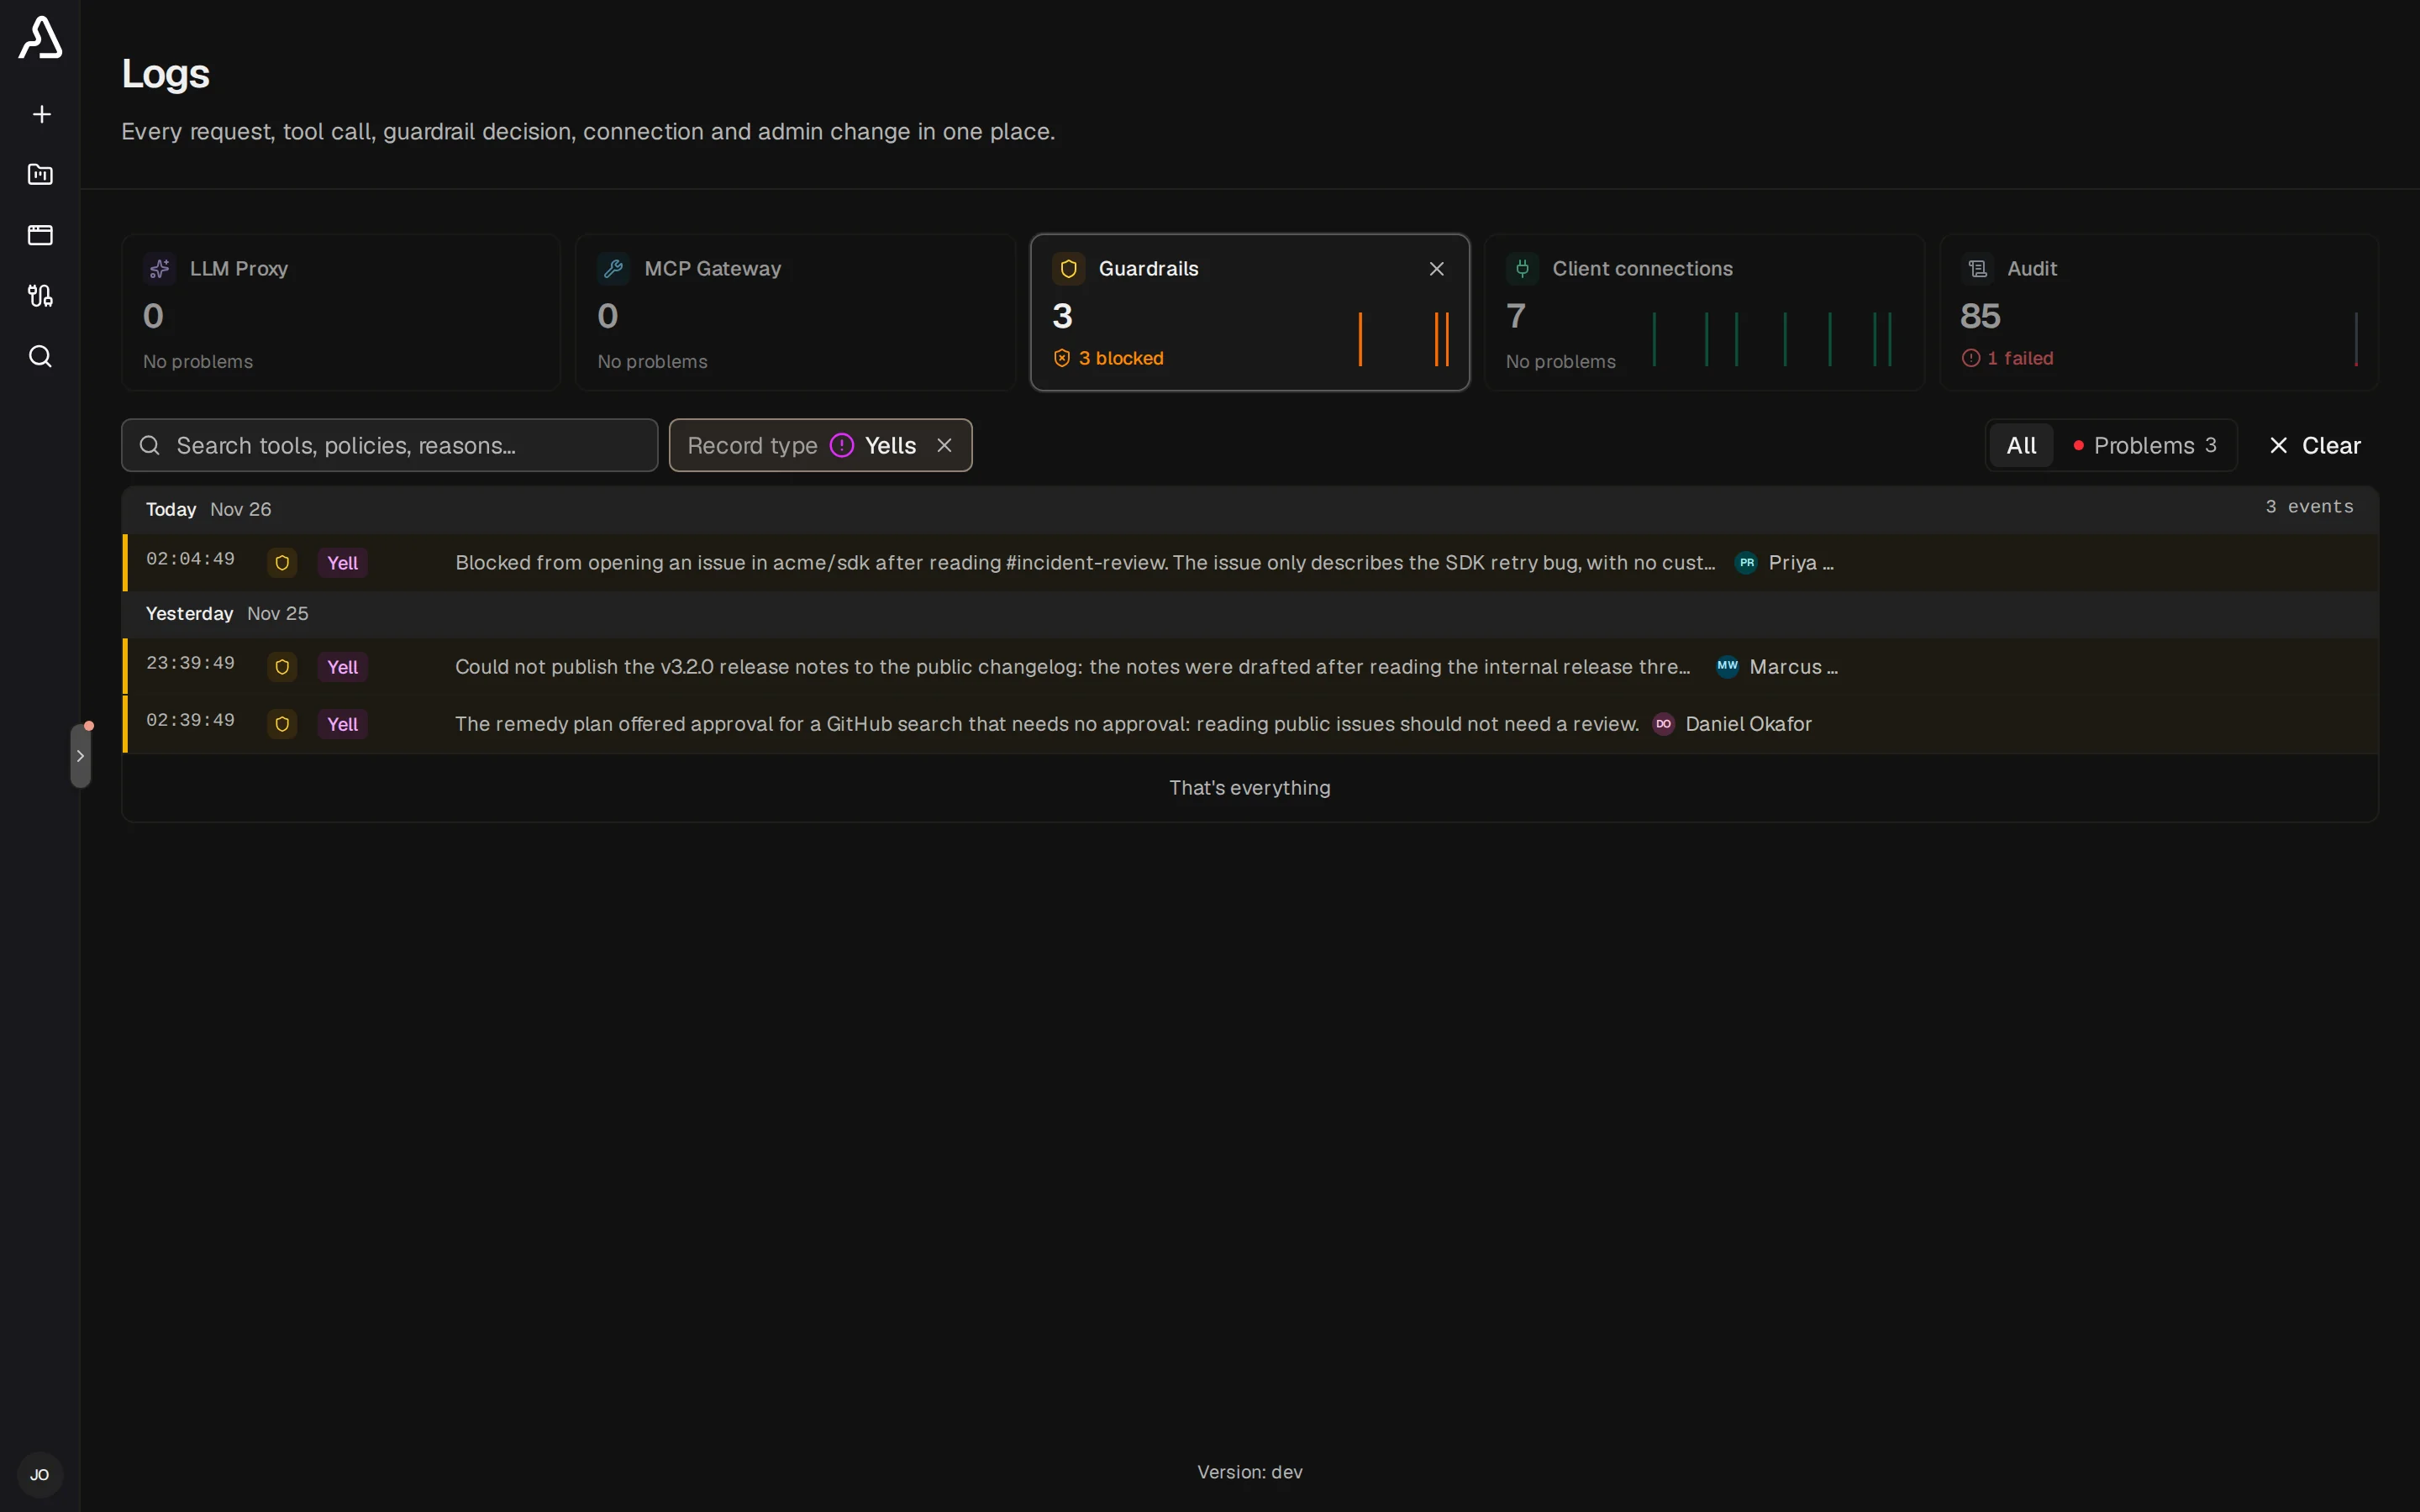 Logs
Every request, tool call, guardrail decision, connection and admin change in one place.
LLM Proxy
0
No problems
MCP Gateway
0
No problems
Guardrails
3
3 blocked
Client connections
7
No problems
Audit
85
1 failed
Search tools, policies, reasons...
Record type Yells
All
Problems 3
Clear
Today Nov 26
3 events
02:04:49 Yell Blocked from opening an issue in acme/sdk after reading #incident-review. The issue only describes the SDK retry bug, with no cust... PR Priya ...
Yesterday Nov 25
23:39:49 Yell Could not publish the v3.2.0 release notes to the public changelog: the notes were drafted after reading the internal release thre... MW Marcus ...
02:39:49 Yell The remedy plan offered approval for a GitHub search that needs no approval: reading public issues should not need a review. DO Daniel Okafor
That's everything
JO
Version: dev